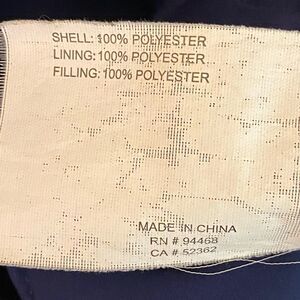 SHELL: 100% POLYESTER
LINING:100% POLYESTER
FILLING:100% POLYESTER
MADE IN CHINA
RN # 94468
CA # 52362